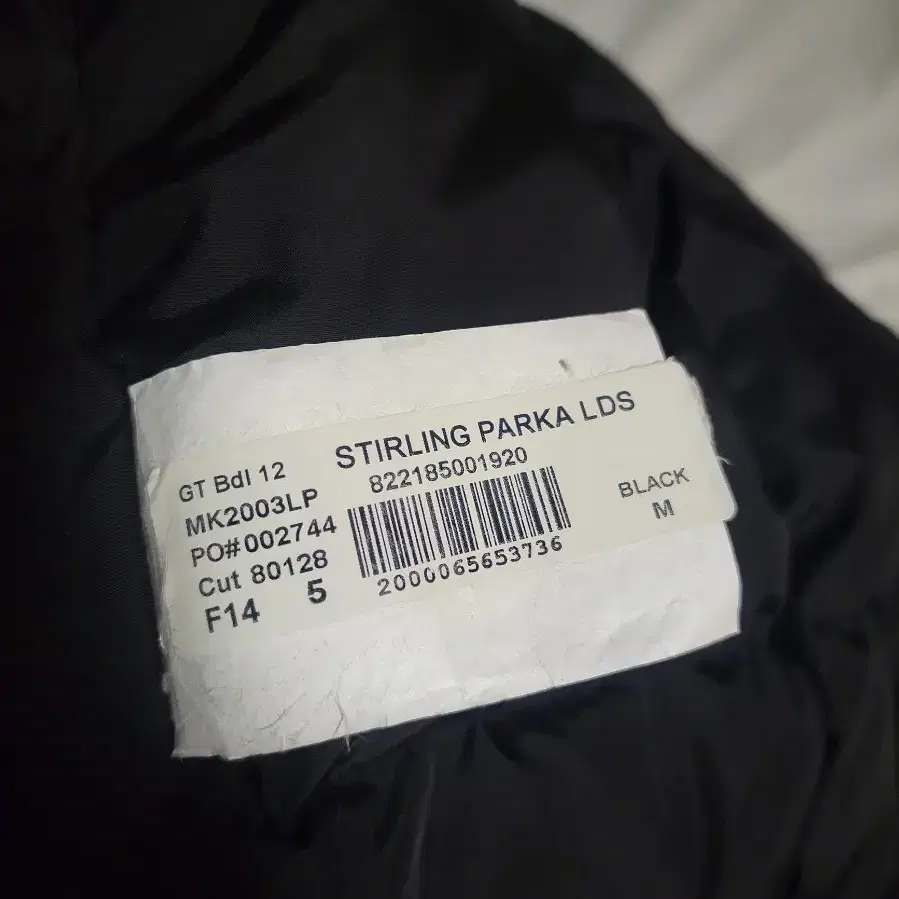 STIRLING PARKA LDS
822185001920
GT Bdl 12
MK2003LP
PO#002744
Cut 80128
F14 5
2000065653736
BLACK
M